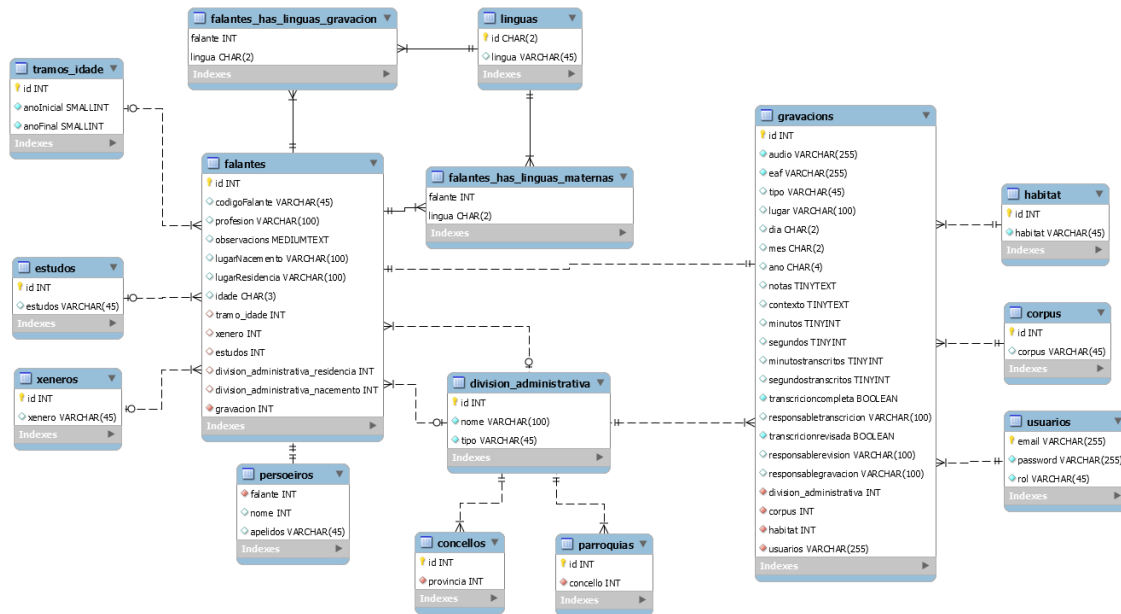 falantes_has_linguas_gravacion
falante INT
lingua CHAR(2)
Indexes
linguas
id CHAR(2)
lingua VARCHAR(45)
Indexes
tramos_idade
id INT
anoInicial SMALLINT
anoFinal SMALLINT
Indexes
falantes
id INT
codigoFalante VARCHAR(45)
profesion VARCHAR(100)
observacions MEDIUMTEXT
lugarNacemento VARCHAR(100)
lugarResidencia VARCHAR(100)
idade CHAR(3)
tramo_idade INT
xenero INT
estudos INT
division_administrativa_residencia INT
division_administrativa_nacemento INT
gravacion INT
Indexes
falantes_has_linguas_maternas
falante INT
lingua CHAR(2)
Indexes
gravacions
id INT
audio VARCHAR(255)
eaf VARCHAR(255)
tipo VARCHAR(45)
lugar VARCHAR(100)
dia CHAR(2)
mes CHAR(2)
ano CHAR(4)
notas TINYTEXT
contexto TINYTEXT
minutos TINYINT
segundos TINYINT
minutostranscritos TINYINT
segundostranscritos TINYINT
transcricioncompleta BOOLEAN
responsabletranscricion VARCHAR(100)
transcricionrevisada BOOLEAN
responsablerevision VARCHAR(100)
responsablegravacion VARCHAR(100)
division_administrativa INT
corpus INT
habitat INT
usuarios VARCHAR(255)
Indexes
habitat
id INT
habitat VARCHAR(45)
Indexes
estudos
id INT
estudos VARCHAR(45)
Indexes
corpus
id INT
corpus VARCHAR(45)
Indexes
xeneros
id INT
xenero VARCHAR(45)
Indexes
division_administrativa
id INT
nome VARCHAR(100)
tipo VARCHAR(45)
Indexes
usuarios
email VARCHAR(255)
password VARCHAR(255)
rol VARCHAR(45)
Indexes
persoeiros
falante INT
nome INT
apelidos VARCHAR(45)
Indexes
concellos
id INT
provincia INT
Indexes
parroquias
id INT
concello INT
Indexes